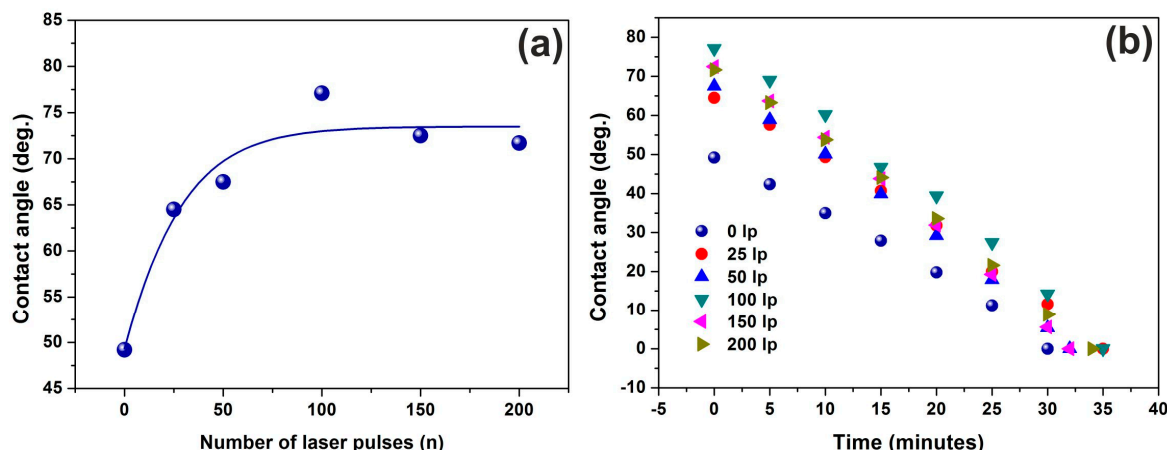 (a)
Contact angle (deg.)
85
80
75
70
65
60
55
50
45
0 50 100 150 200
Number of laser pulses (n)
(b)
Contact angle (deg.)
80
70
60
50
40
30
20
10
0
-10
0 lp
25 lp
50 lp
100 lp
150 lp
200 lp
-5 0 5 10 15 20 25 30 35 40
Time (minutes)